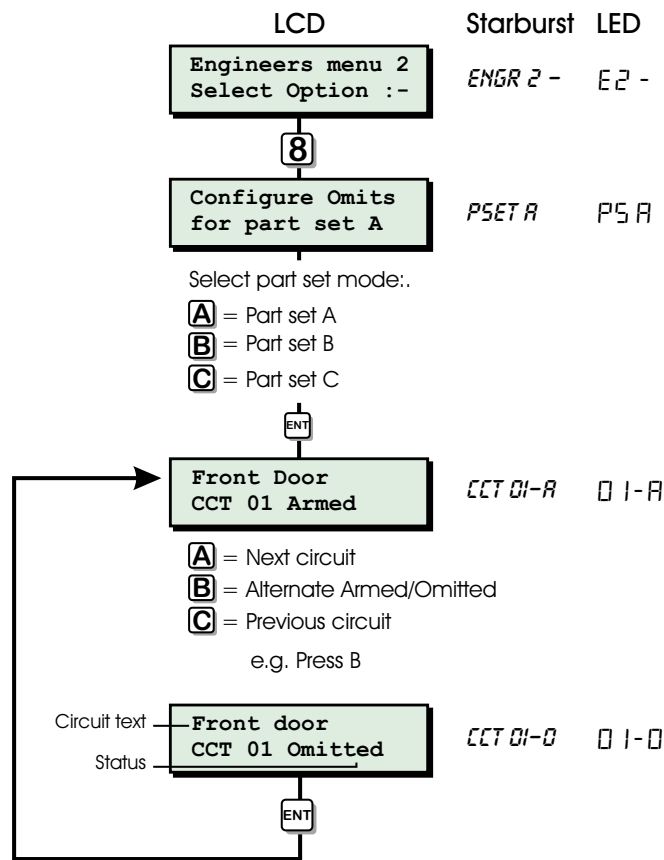 LCD Starburst LED
Engineers menu 2
Select Option :-
ENGR 2 - E2 -
8
Configure Omits
for part set A
PSET A PS A
Select part set mode:.
A = Part set A
B = Part set B
C = Part set C
ENT
Front Door
CCT 01 Armed
CCT 01-A 01-A
A = Next circuit
B = Alternate Armed/Omitted
C = Previous circuit
e.g. Press B
Circuit text
Front door
CCT 01 Omitted
Status
CCT 01-O 01-O
ENT